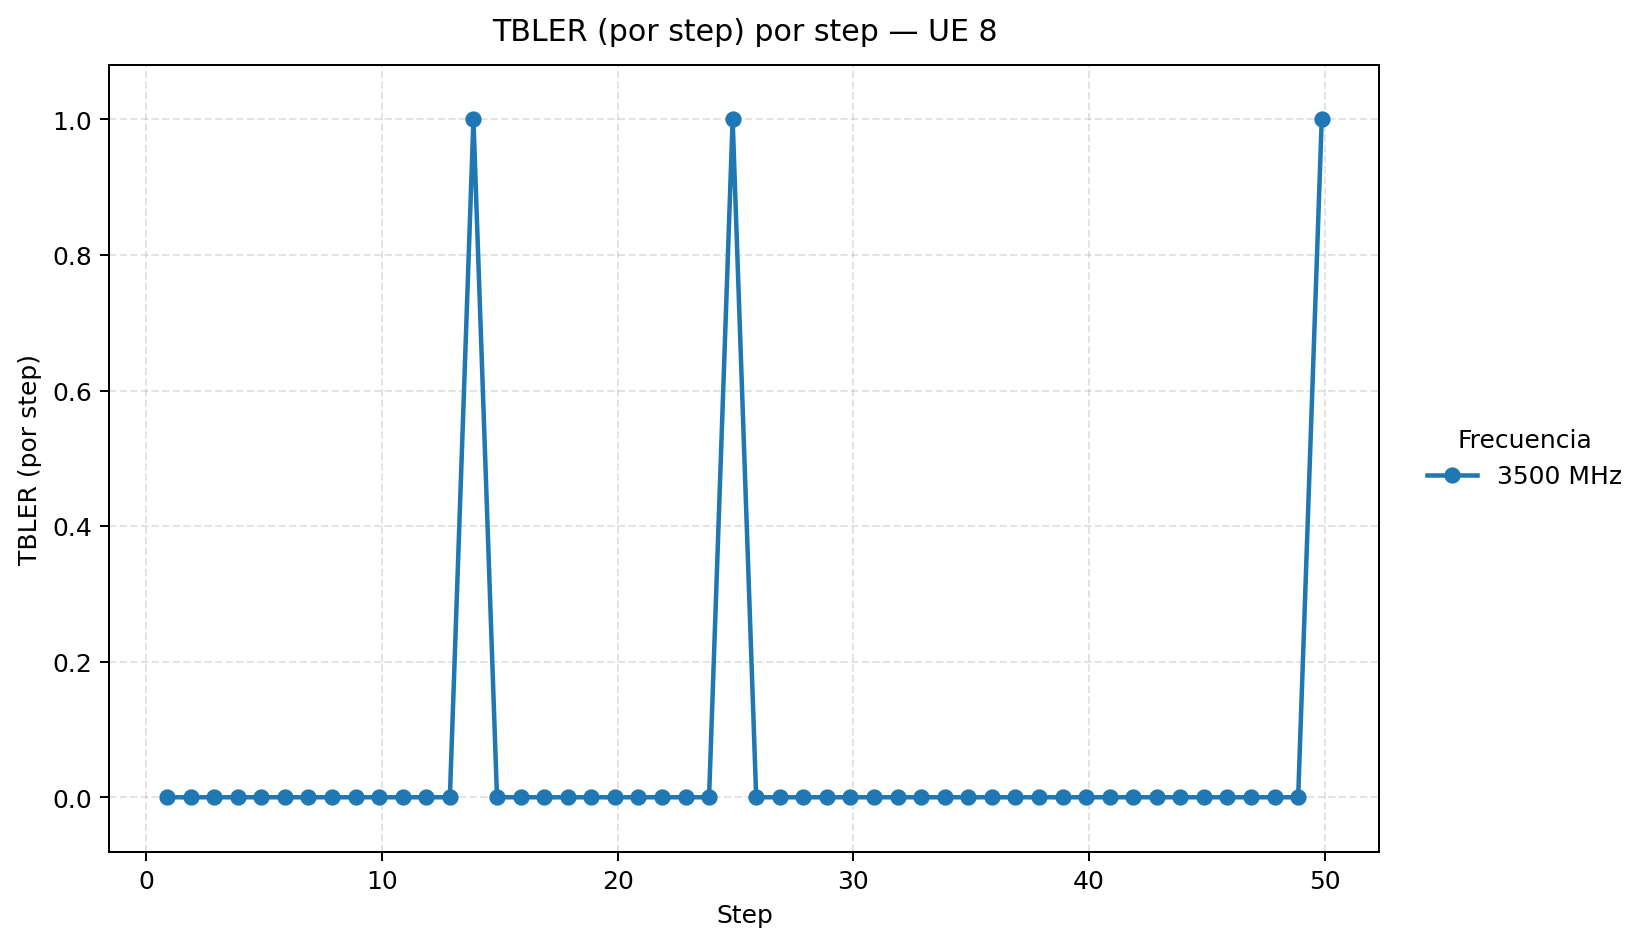 TBLER (por step) por step — UE 8
TBLER (por step)
1.0
0.8
0.6
0.4
0.2
0.0
0
10
20
30
40
50
Step
Frecuencia
3500 MHz